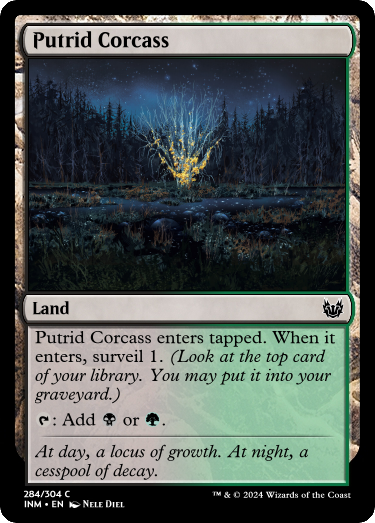 Putrid Corcass
Land
Putrid Corcass enters tapped. When it
enters, surveil 1. (Look at the top card
of your library. You may put it into your
graveyard.)
: Add or .
At day, a locus of growth. At night, a
cesspool of decay.
284/304 C
INM • EN Nele Diel
™ & © 2024 Wizards of the Coast